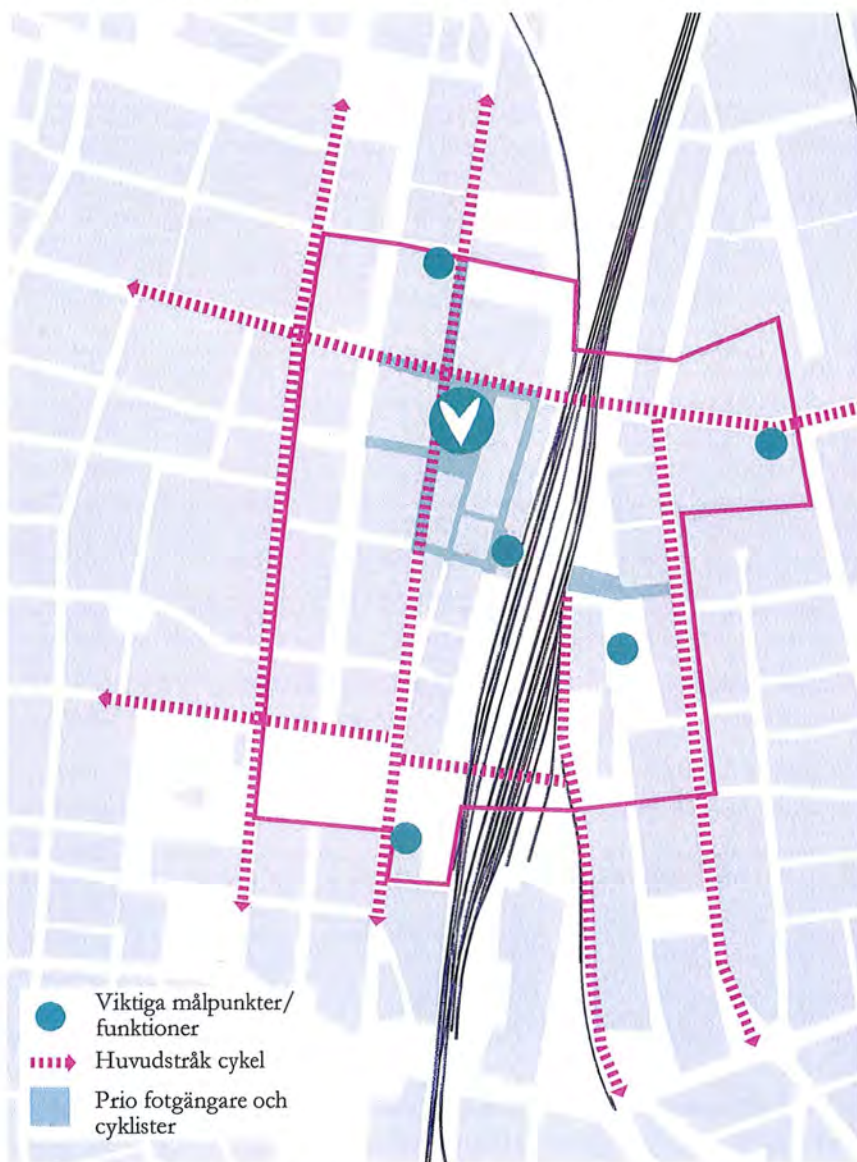 Viktiga målpunkter/
funktioner
Huvudstråk cykel
Prio fotgängare och
cyklister